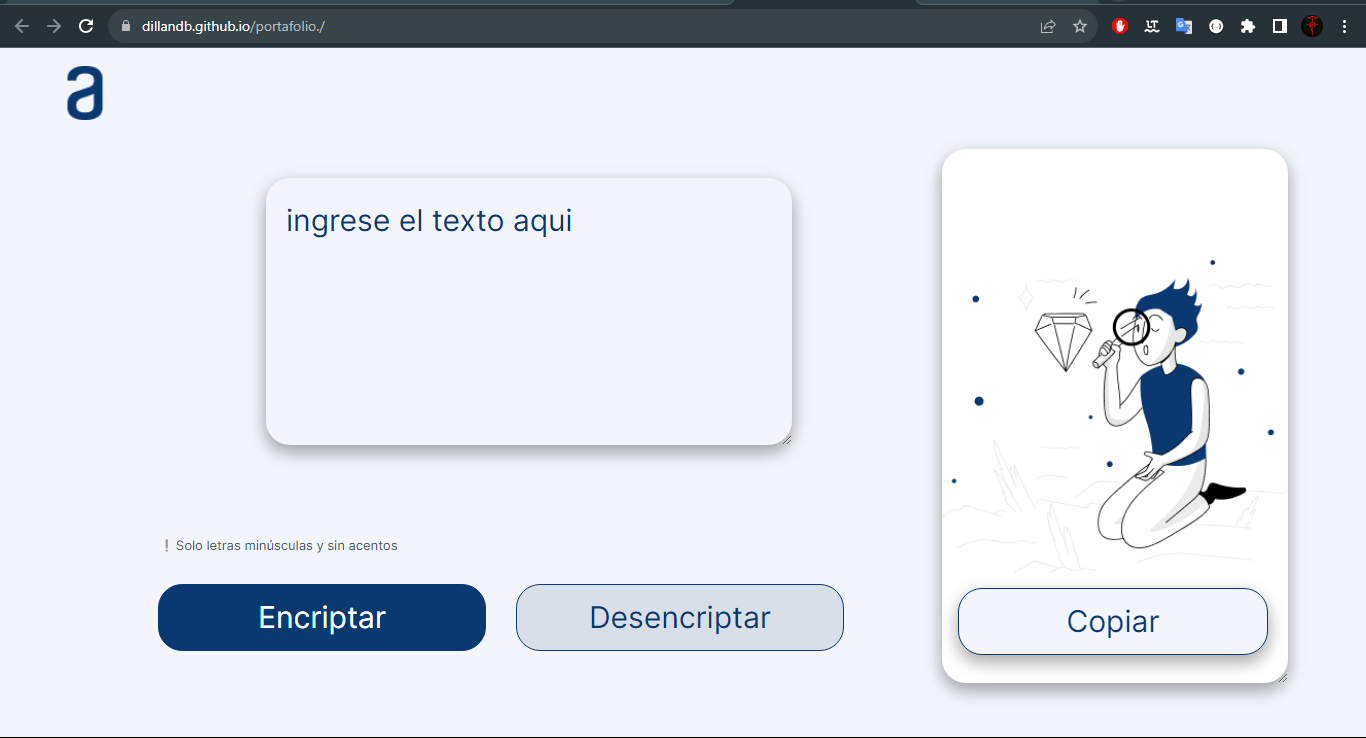 dillandb.github.io/portafolio./
a
ingrese el texto aqui
! Solo letras minúsculas y sin acentos
Encriptar
Desencriptar
Copiar